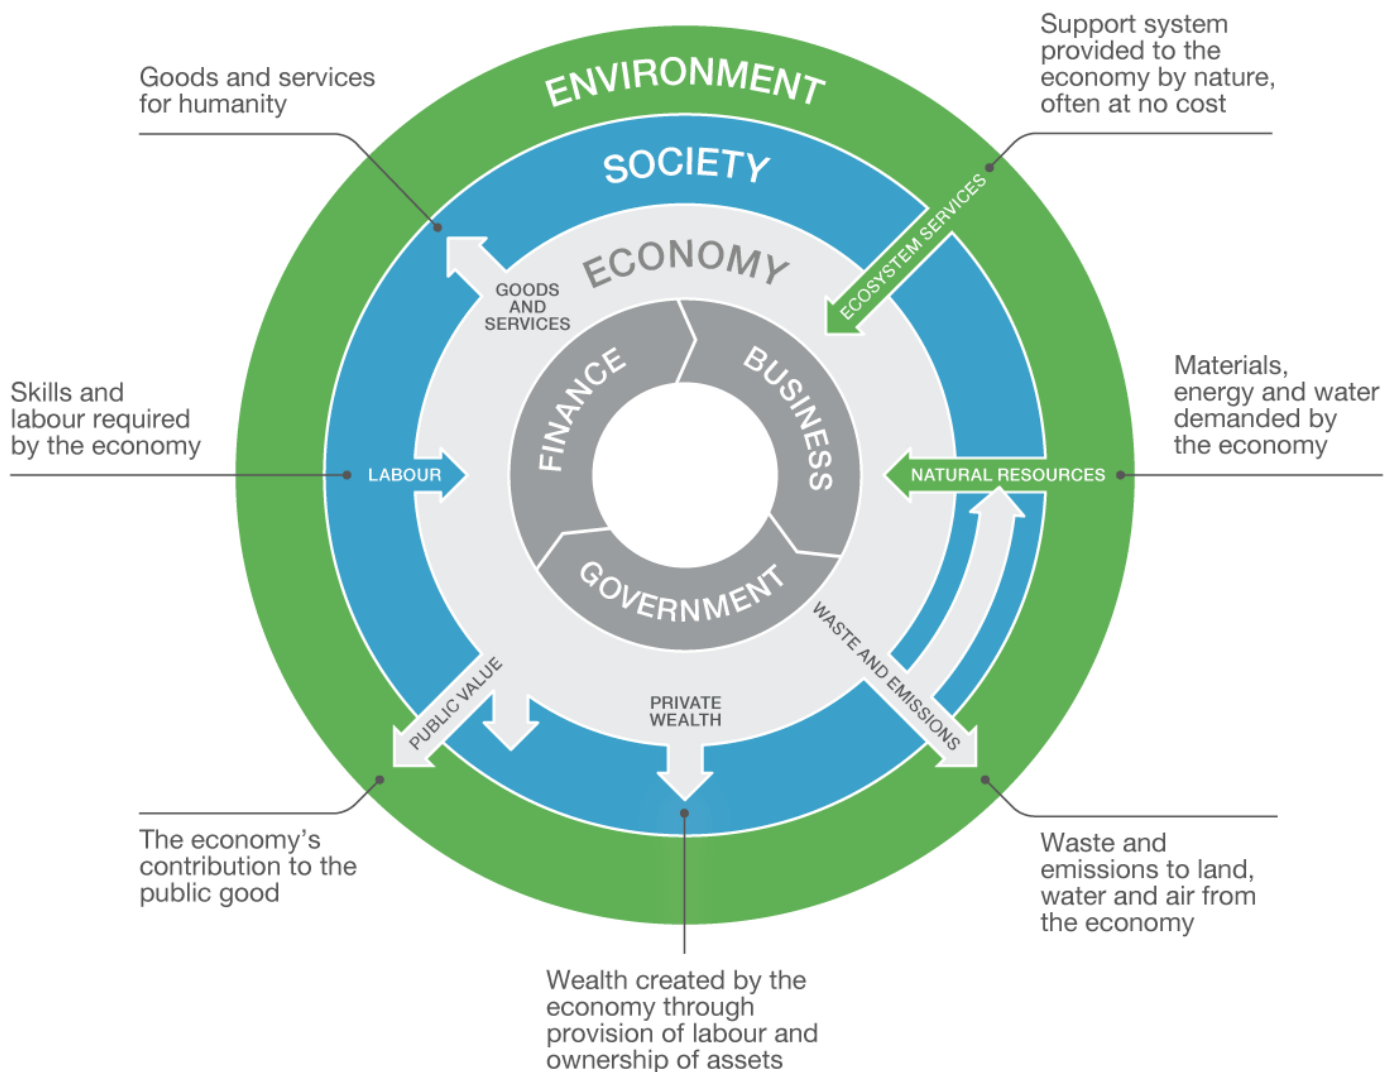 Support system
provided to the
economy by nature,
often at no cost
Goods and services
for humanity
ENVIRONMENT
SOCIETY
ECONOMY
ECOSYSTEM SERVICES
GOODS
AND
SERVICES
FINANCE
BUSINESS
GOVERNMENT
Skills and
labour required
by the economy
LABOUR
NATURAL RESOURCES
Materials,
energy and water
demanded by
the economy
PUBLIC VALUE
PRIVATE
WEALTH
WASTE AND EMISSIONS
The economy’s
contribution to the
public good
Waste and
emissions to land,
water and air from
the economy
Wealth created by the
economy through
provision of labour and
ownership of assets